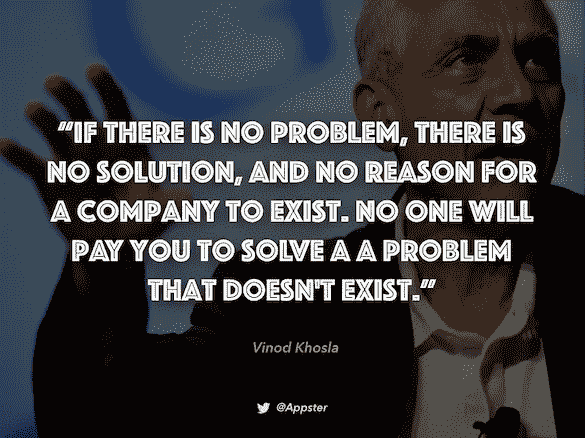 “IF THERE IS NO PROBLEM, THERE IS
NO SOLUTION, AND NO REASON FOR
A COMPANY TO EXIST. NO ONE WILL
PAY YOU TO SOLVE A A PROBLEM
THAT DOESN'T EXIST.”
Vinod Khosla
@Appster